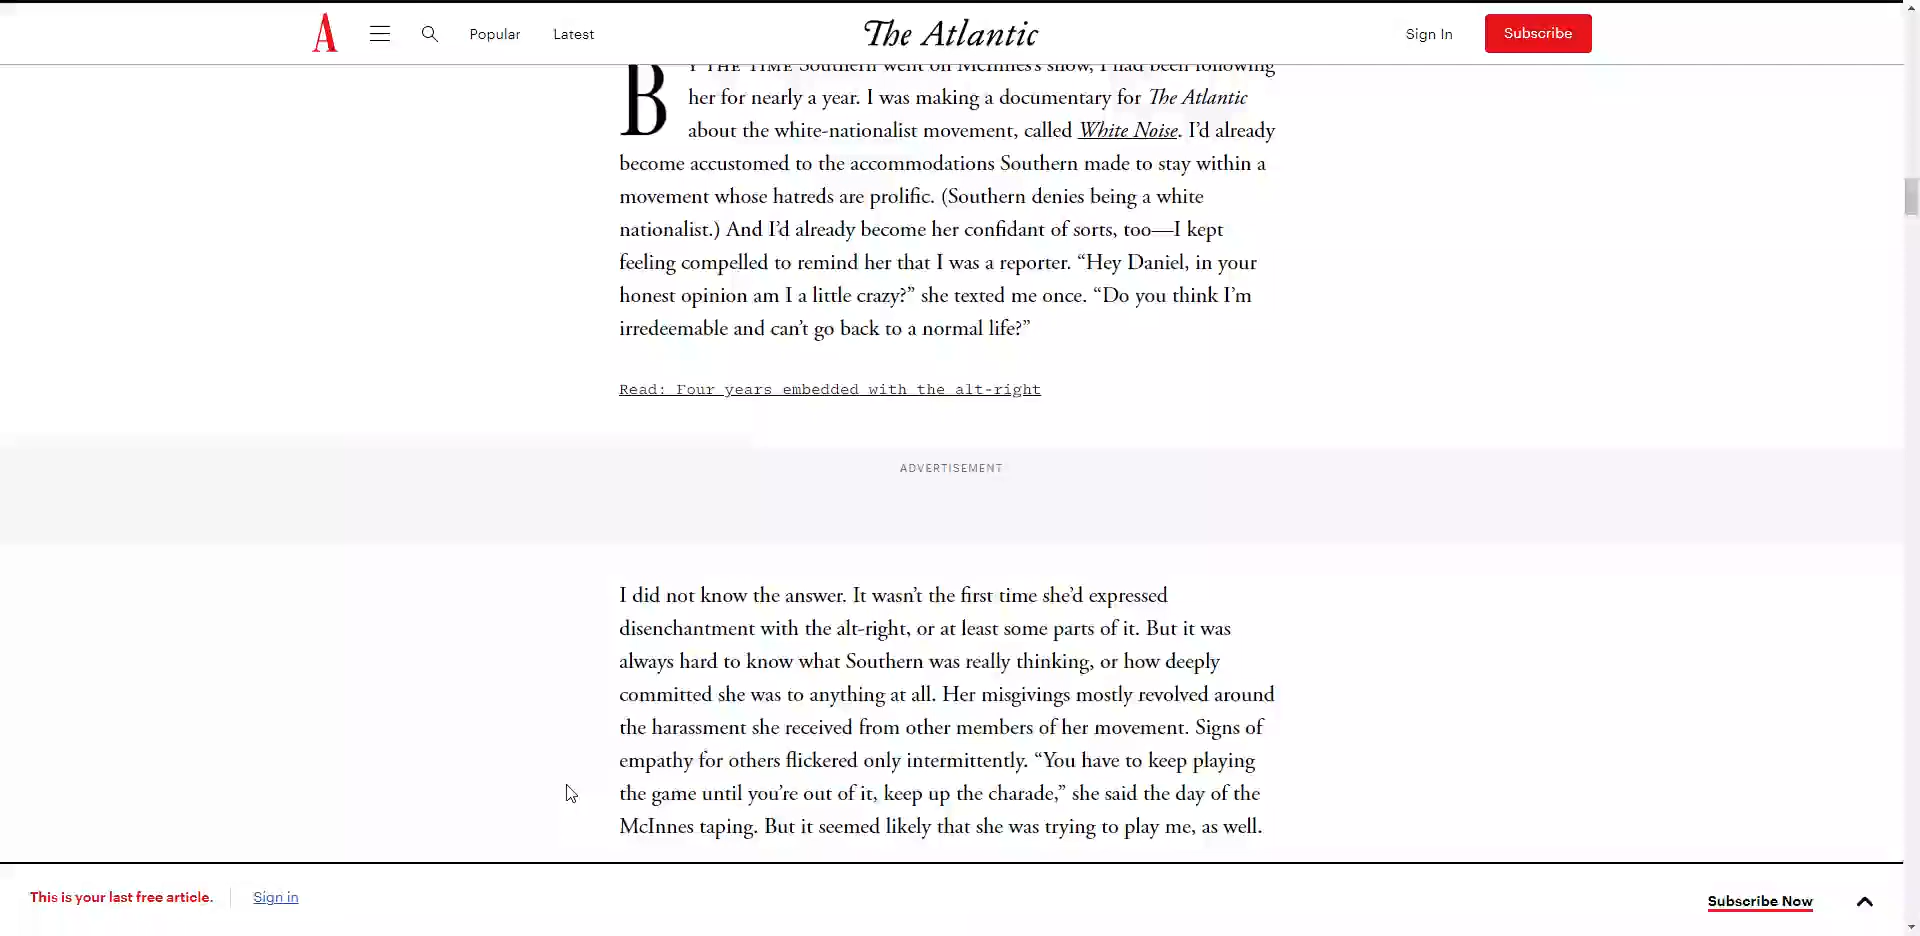 A Popular Latest The Atlantic Sign In Subscribe
BY THE TIME Southern went on McInnes's show, I had been following
her for nearly a year. I was making a documentary for The Atlantic
about the white-nationalist movement, called White Noise. I’d already
become accustomed to the accommodations Southern made to stay within a
movement whose hatreds are prolific. (Southern denies being a white
nationalist.) And I’d already become her confidant of sorts, too—I kept
feeling compelled to remind her that I was a reporter. “Hey Daniel, in your
honest opinion am I a little crazy?” she texted me once. “Do you think I’m
irredeemable and can’t go back to a normal life?”
Read: Four years embedded with the alt-right
ADVERTISEMENT
I did not know the answer. It wasn’t the first time she’d expressed
disenchantment with the alt-right, or at least some parts of it. But it was
always hard to know what Southern was really thinking, or how deeply
committed she was to anything at all. Her misgivings mostly revolved around
the harassment she received from other members of her movement. Signs of
empathy for others flickered only intermittently. “You have to keep playing
the game until you’re out of it, keep up the charade,” she said the day of the
McInnes taping. But it seemed likely that she was trying to play me, as well.
This is your last free article. Sign in Subscribe Now